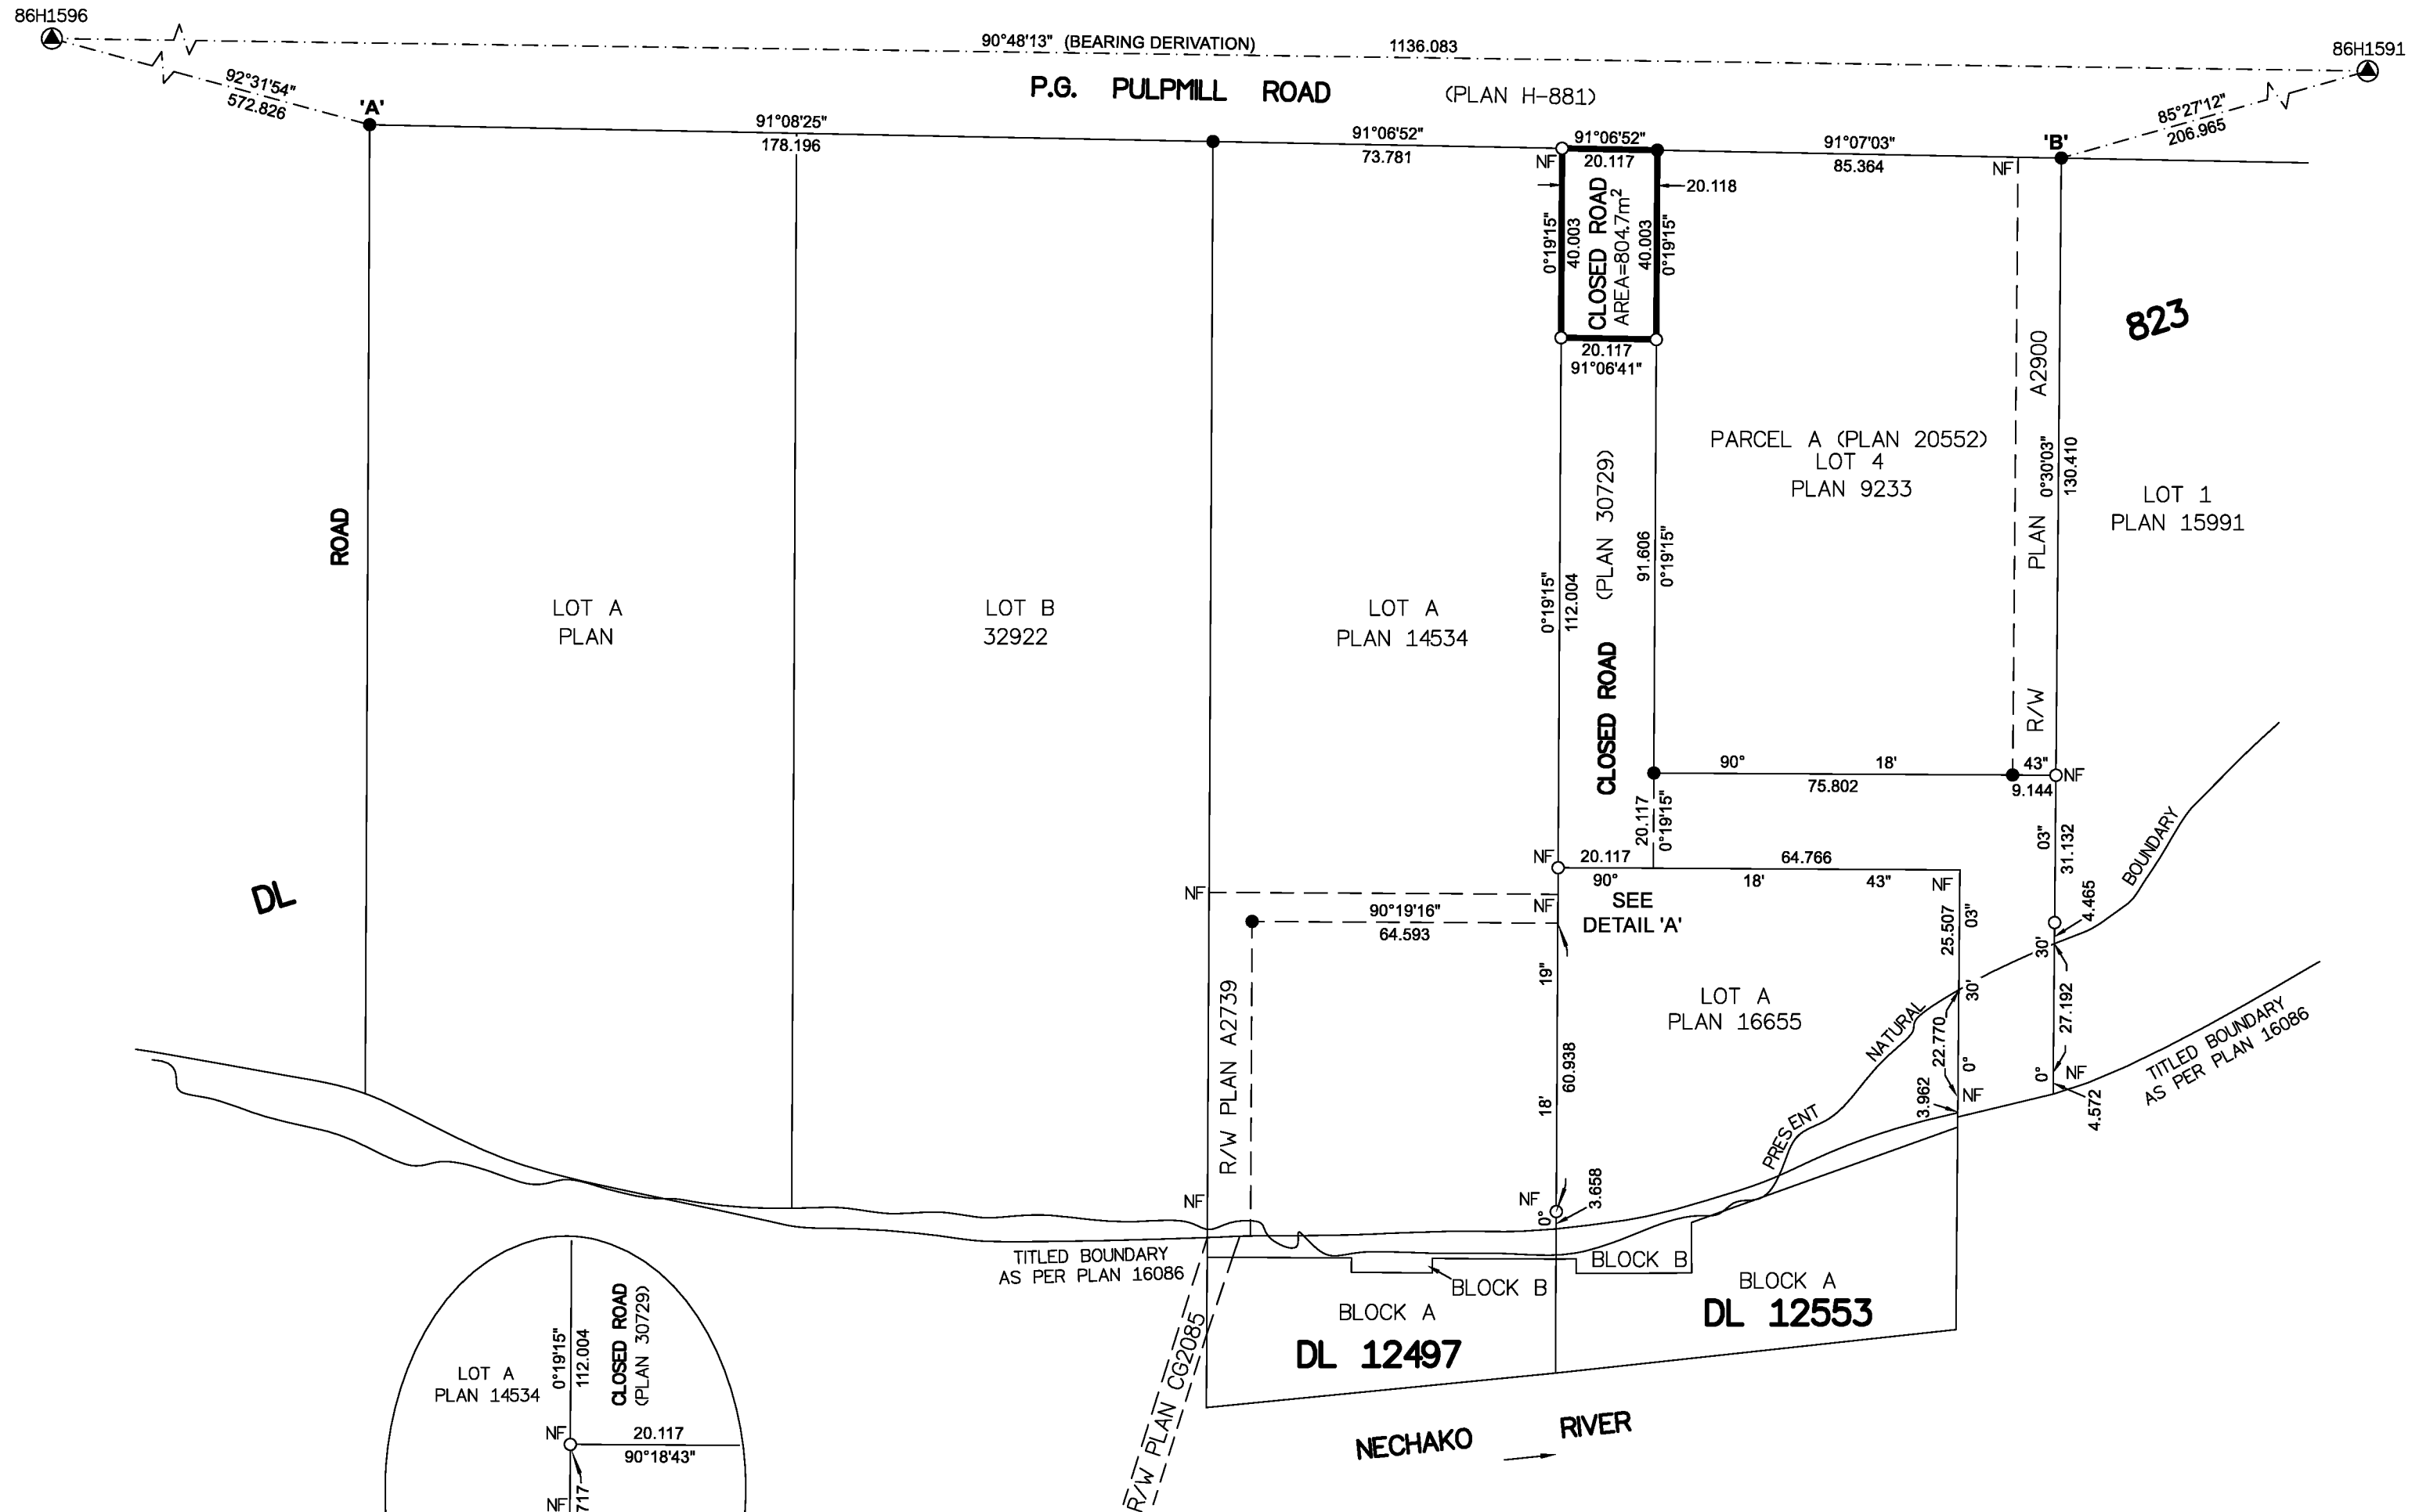 86H1596
86H1591
90°48'13" (BEARING DERIVATION) 1136.083
P.G. PULPMILL ROAD (PLAN H-881)
92°31'54"
572.826
85°27'12"
206.965
'A'
'B'
91°08'25"
178.196
91°06'52"
73.781
91°06'52"
20.117
91°07'03"
85.364
NF
NF
20.118
0°19'15"
40.003
CLOSED ROAD
AREA=804.7m²
40.003
0°19'15"
20.117
91°06'41"
823
ROAD
PARCEL A (PLAN 20552)
LOT 4
PLAN 9233
R/W PLAN A2900
0°30'03"
130.410
LOT 1
PLAN 15991
LOT A
PLAN
LOT B
32922
LOT A
PLAN 14534
0°19'15"
112.004
CLOSED ROAD (PLAN 30729)
91.606
0°19'15"
90° 18' 43"
75.802
9.144
NF
20.117
0°19'15"
03"
31.132
BOUNDARY
NF
20.117
64.766
90° 18' 43"
NF
DL
NF
NF
SEE
DETAIL 'A'
90°19'16"
64.593
25.507
03"
4.465
30'
30'
19"
R/W PLAN A2739
LOT A
PLAN 16655
NATURAL
27.192
22.770
TITLED BOUNDARY
AS PER PLAN 16086
60.938
18'
0°
0°
NF
NF
3.962
4.572
PRESENT
NF
NF
3.658
0°
TITLED BOUNDARY
AS PER PLAN 16086
BLOCK B
BLOCK B
BLOCK A
DL 12553
BLOCK A
DL 12497
R/W PLAN CG2085
NECHAKO RIVER
0°19'15"
112.004
CLOSED ROAD
(PLAN 30729)
LOT A
PLAN 14534
NF
20.117
90°18'43"
NF
717